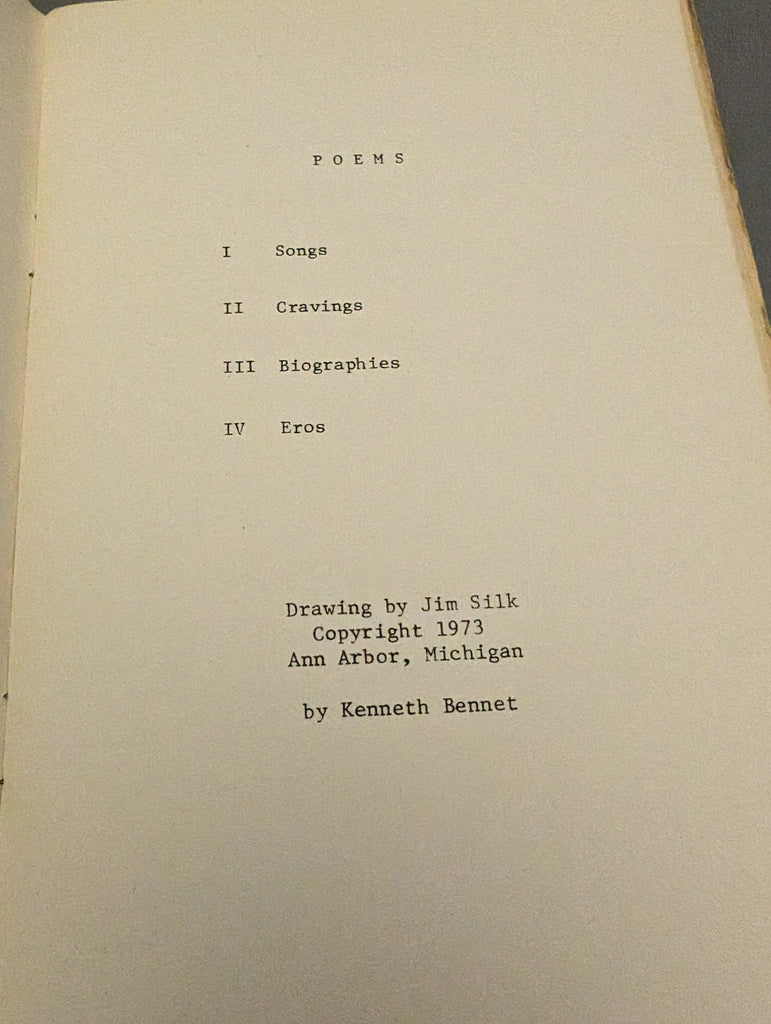 P O E M S
I Songs
II Cravings
III Biographies
IV Eros
Drawing by Jim Silk
Copyright 1973
Ann Arbor, Michigan
by Kenneth Bennet